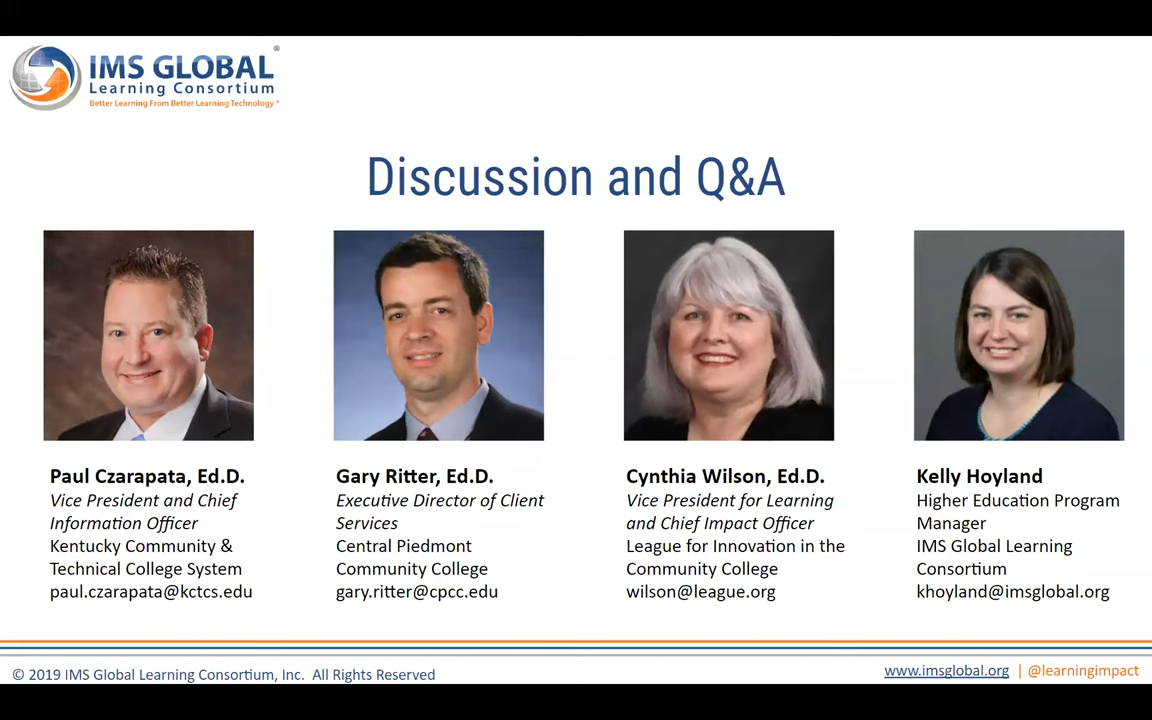 IMS GLOBAL®
Learning Consortium
Better Learning From Better Learning Technology®
Discussion and Q&A
Paul Czarapata, Ed.D.
Vice President and Chief
Information Officer
Kentucky Community &
Technical College System
paul.czarapata@kctcs.edu
Gary Ritter, Ed.D.
Executive Director of Client
Services
Central Piedmont
Community College
gary.ritter@cpcc.edu
Cynthia Wilson, Ed.D.
Vice President for Learning
and Chief Impact Officer
League for Innovation in the
Community College
wilson@league.org
Kelly Hoyland
Higher Education Program
Manager
IMS Global Learning
Consortium
khoyland@imsglobal.org
© 2019 IMS Global Learning Consortium, Inc. All Rights Reserved
www.imsglobal.org | @learningimpact